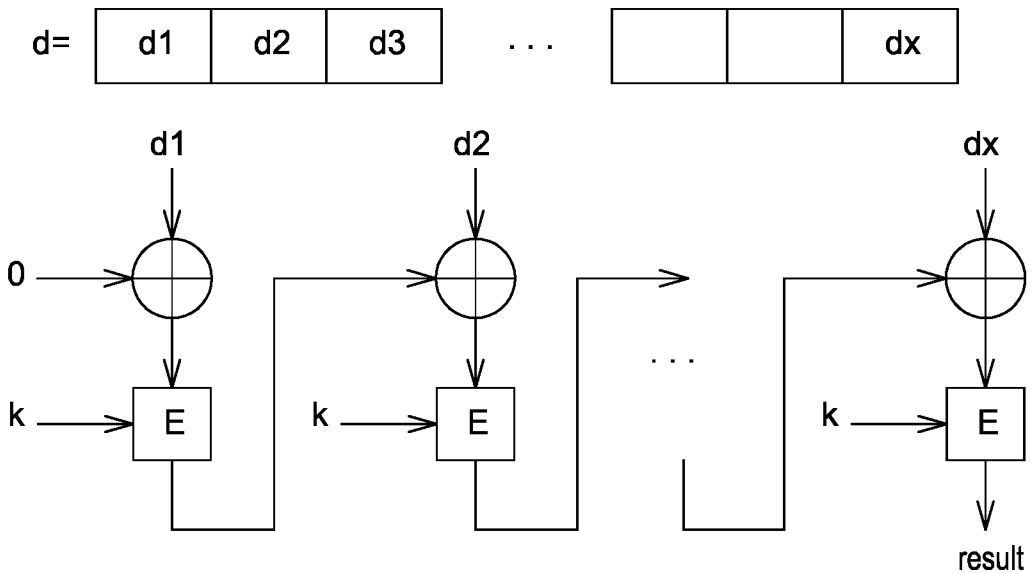 d= d1 d2 d3 . . . dx
d1 d2 dx
0
. . .
k E k E k E
result